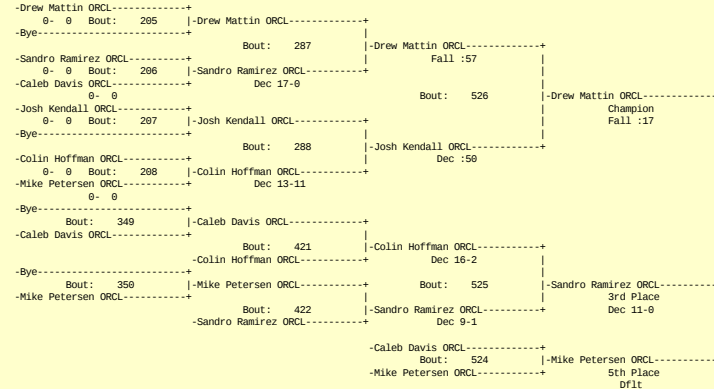 -Drew Mattin ORCL------------+
0-  0   Bout:    205    |-Drew Mattin ORCL------------+
-Bye-------------------------+    |
Bout:    287    |-Drew Mattin ORCL------------+
-Sandro Ramirez ORCL---------+    |    Fall :57    |
0-  0   Bout:    206    |-Sandro Ramirez ORCL---------+    |
-Caleb Davis ORCL------------+    Dec 17-0    |
0-  0    Bout:    526    |-Drew Mattin ORCL------------
-Josh Kendall ORCL-----------+    |    Champion
0-  0   Bout:    207    |-Josh Kendall ORCL-----------+    |    Fall :17
-Bye-------------------------+    |    |
Bout:    288    |-Josh Kendall ORCL-----------+
-Colin Hoffman ORCL----------+    |    Dec :50
0-  0   Bout:    208    |-Colin Hoffman ORCL----------+
-Mike Petersen ORCL----------+    Dec 13-11
0-  0
-Bye-------------------------+
Bout:    349    |-Caleb Davis ORCL------------+
-Caleb Davis ORCL------------+    |
Bout:    421    |-Colin Hoffman ORCL----------+
-Colin Hoffman ORCL----------+    Dec 16-2    |
-Bye-------------------------+    |
Bout:    350    |-Mike Petersen ORCL----------+    Bout:    525    |-Sandro Ramirez ORCL---------
-Mike Petersen ORCL----------+    |    |    3rd Place
Bout:    422    |-Sandro Ramirez ORCL---------+    Dec 11-0
-Sandro Ramirez ORCL---------+    Dec 9-1
-Caleb Davis ORCL------------+
Bout:    524    |-Mike Petersen ORCL----------
-Mike Petersen ORCL----------+    5th Place
Dflt